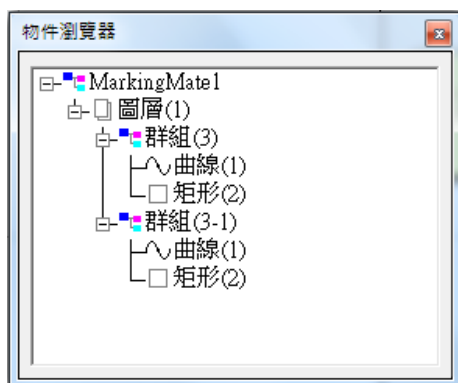 物件瀏覽器
MarkingMate1
圖層(1)
群組(3)
曲線(1)
矩形(2)
群組(3-1)
曲線(1)
矩形(2)